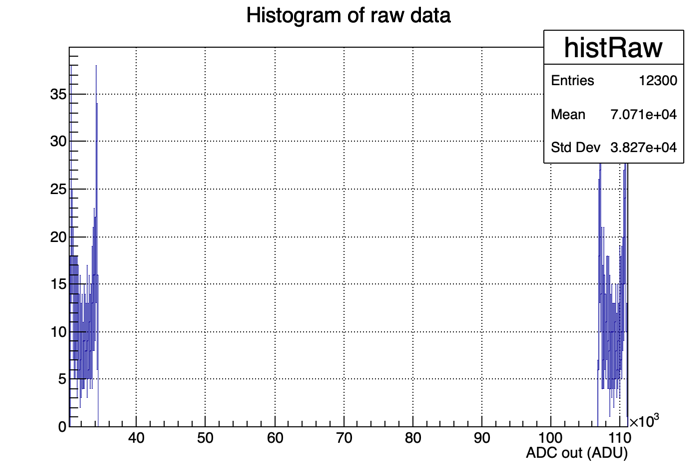 Histogram of raw data
histRaw
Entries 12300
Mean 7.071e+04
Std Dev 3.827e+04
35
30
25
20
15
10
5
0
40 50 60 70 80 90 100 110
×10³
ADC out (ADU)